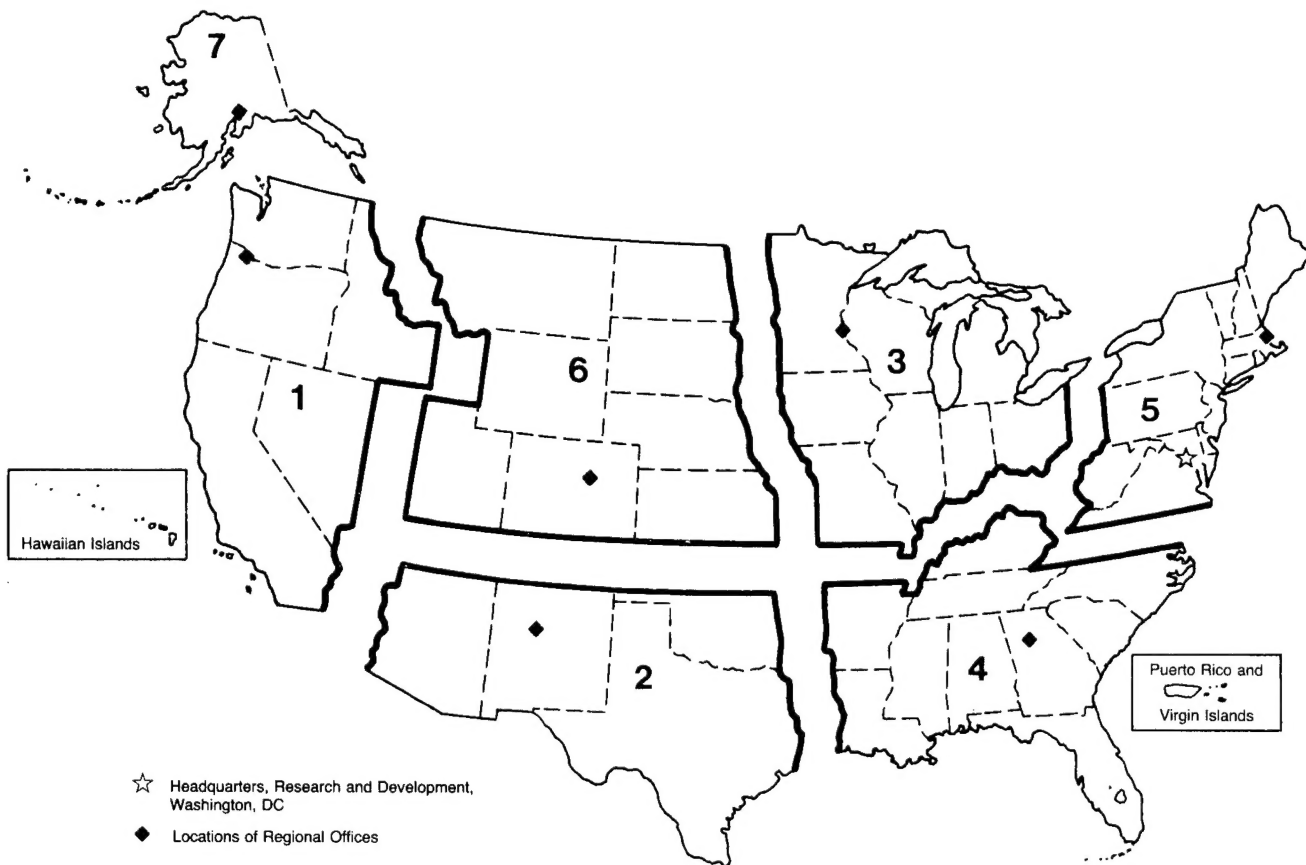 7
3
6
1
5
Hawaiian Islands
4
2
Puerto Rico and
Virgin Islands
☆ Headquarters, Research and Development,
Washington, DC
◆ Locations of Regional Offices